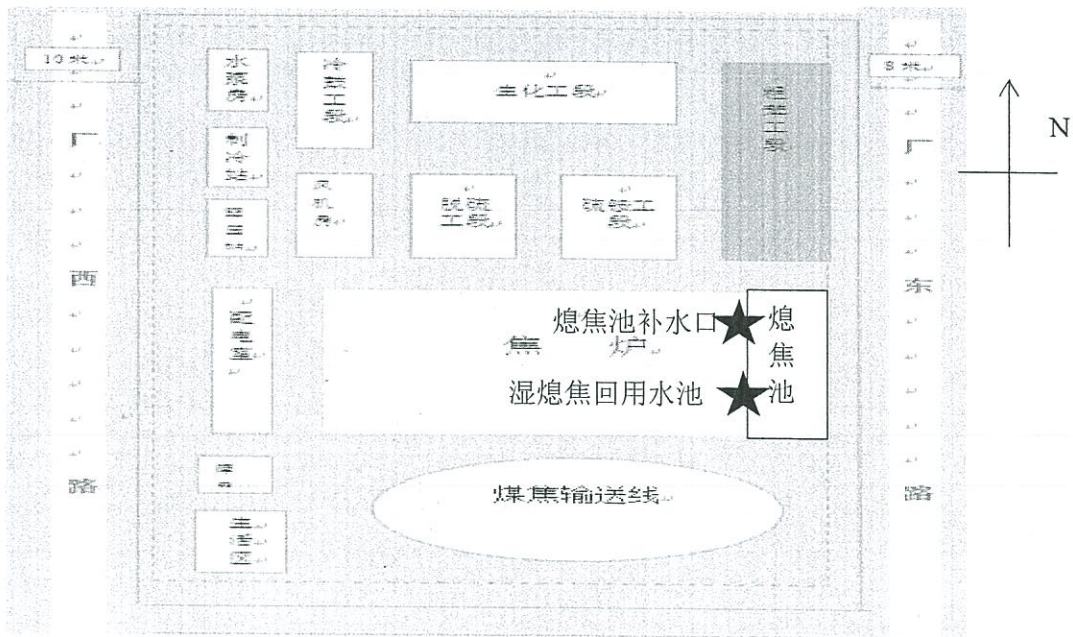 10 米
水泵房
冷鼓工段
生化工段
8 米
N
制冷站
风机房
脱硫工段
硫铵工段
厂西路
厂东路
配电室
熄焦池补水口
焦 炉
熄焦池
湿熄焦回用水池
煤焦输送线
生活区